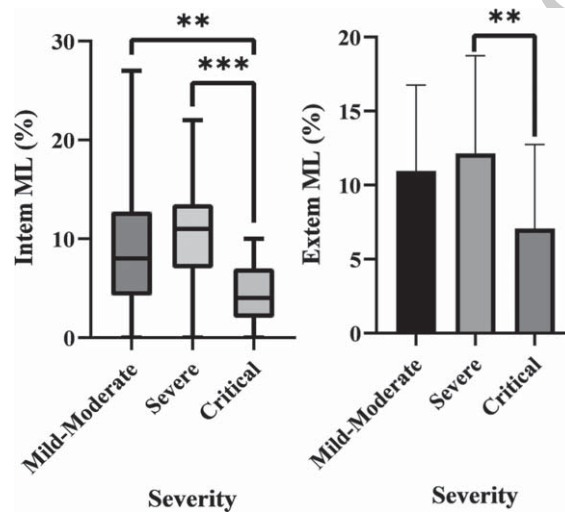 **
***
30
20
10
0
Intem ML (%)
Mild-Moderate
Severe
Critical
Severity
**
20
15
10
5
0
Extem ML (%)
Mild-Moderate
Severe
Critical
Severity